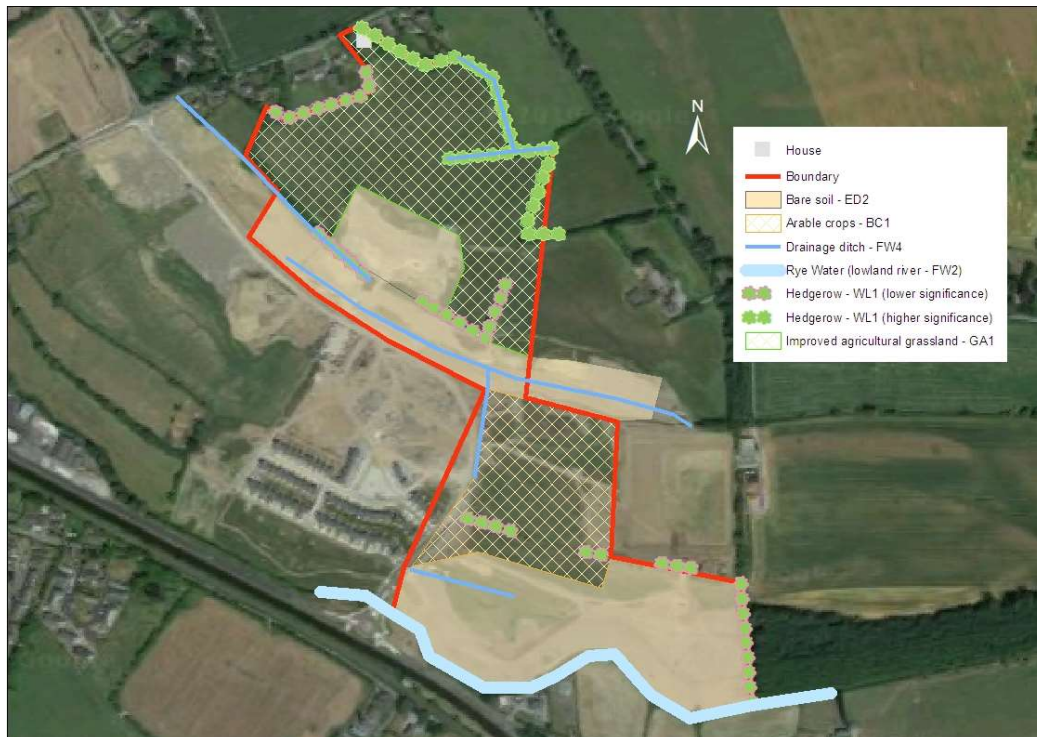 N
House
Boundary
Bare soil - ED2
Arable crops - BC1
Drainage ditch - FW4
Rye Water (lowland river - FW2)
Hedgerow - WL1 (lower significance)
Hedgerow - WL1 (higher significance)
Improved agricultural grassland - GA1